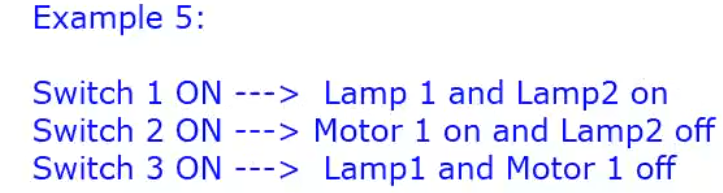 Example 5:
Switch 1 ON ---> Lamp 1 and Lamp2 on
Switch 2 ON ---> Motor 1 on and Lamp2 off
Switch 3 ON ---> Lamp1 and Motor 1 off